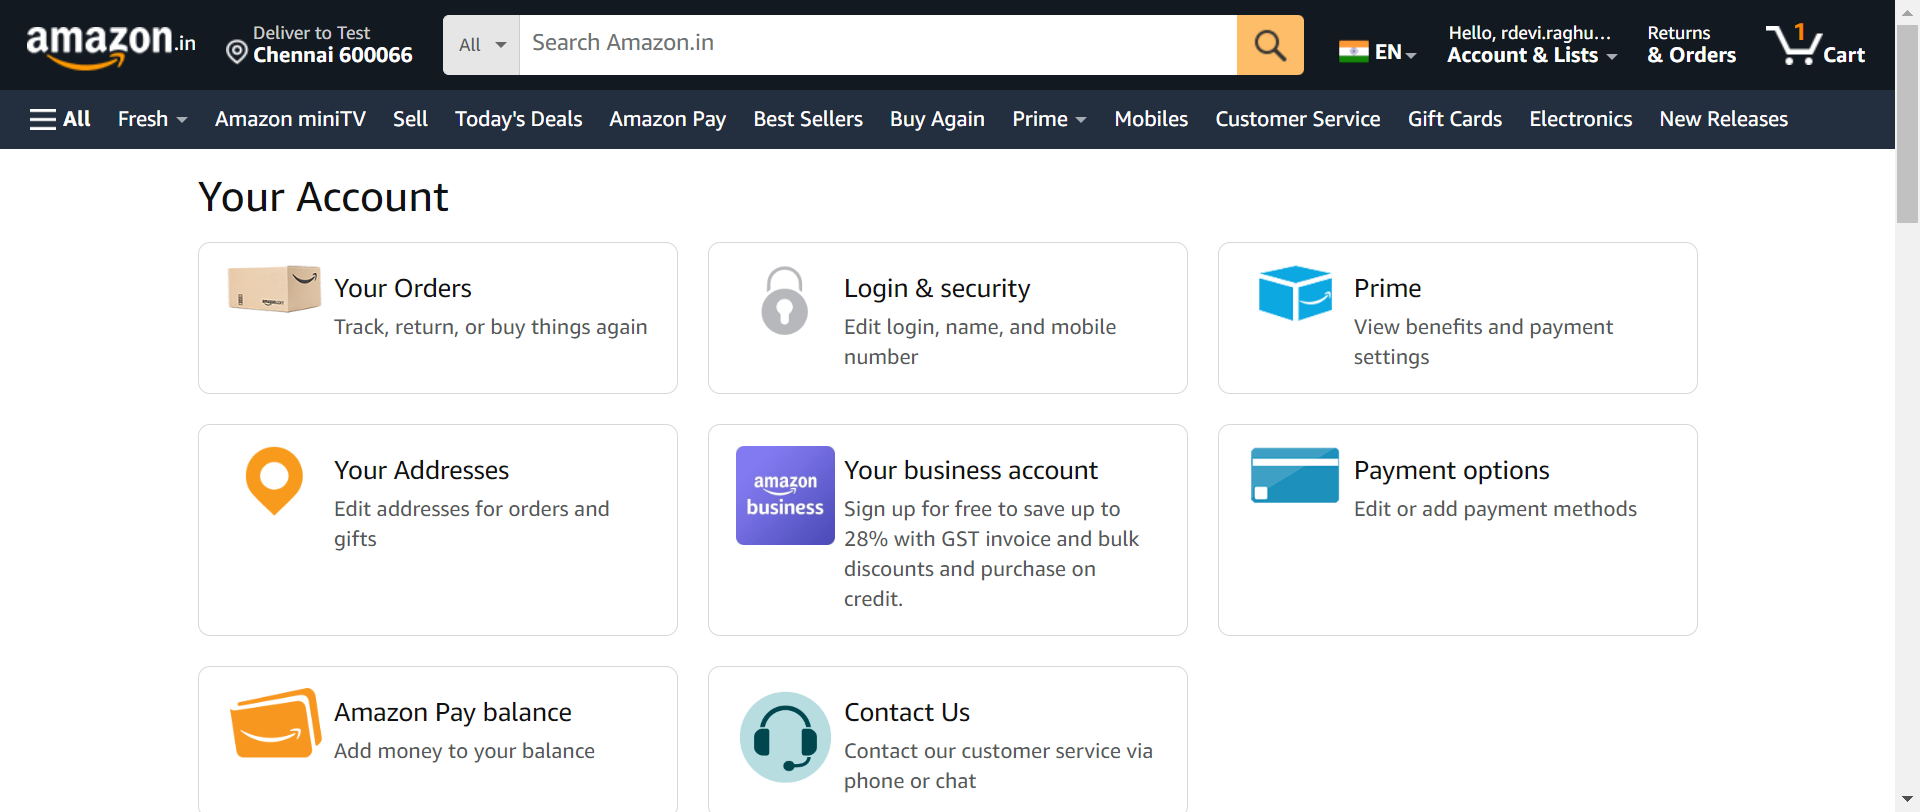 amazon.in
Deliver to Test
Chennai 600066
All
Search Amazon.in
EN
Hello, rdevi.raghu...
Account & Lists
Returns
& Orders
1
Cart
All
Fresh
Amazon miniTV
Sell
Today's Deals
Amazon Pay
Best Sellers
Buy Again
Prime
Mobiles
Customer Service
Gift Cards
Electronics
New Releases
Your Account
Your Orders
Track, return, or buy things again
Login & security
Edit login, name, and mobile
number
Prime
View benefits and payment
settings
Your Addresses
Edit addresses for orders and
gifts
amazon
business
Your business account
Sign up for free to save up to
28% with GST invoice and bulk
discounts and purchase on
credit.
Payment options
Edit or add payment methods
Amazon Pay balance
Add money to your balance
Contact Us
Contact our customer service via
phone or chat